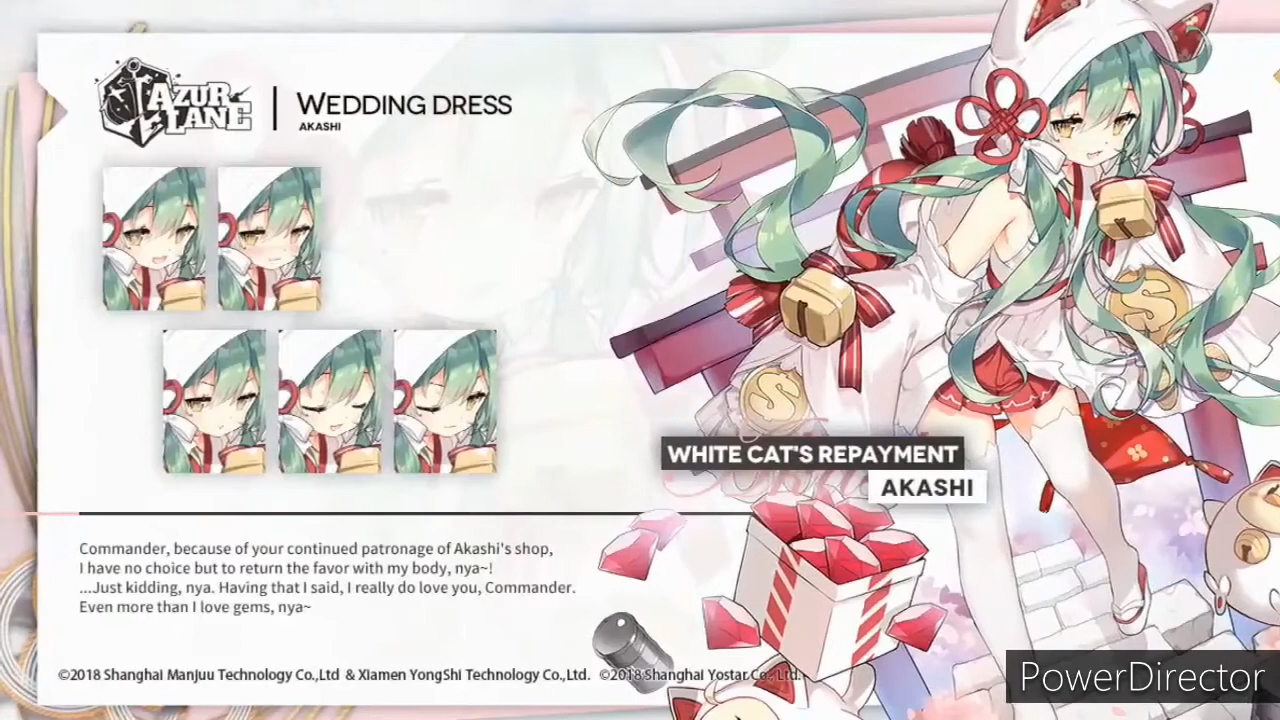 AZUR LANE
WEDDING DRESS
AKASHI
WHITE CAT'S REPAYMENT
AKASHI
Commander, because of your continued patronage of Akashi's shop,
I have no choice but to return the favor with my body, nya~!
...Just kidding, nya. Having that I said, I really do love you, Commander.
Even more than I love gems, nya~
©2018 Shanghai Manjuu Technology Co.,Ltd & Xiamen YongShi Technology Co.,Ltd. ©2018 Shanghai Yostar Co., Ltd.
PowerDirector